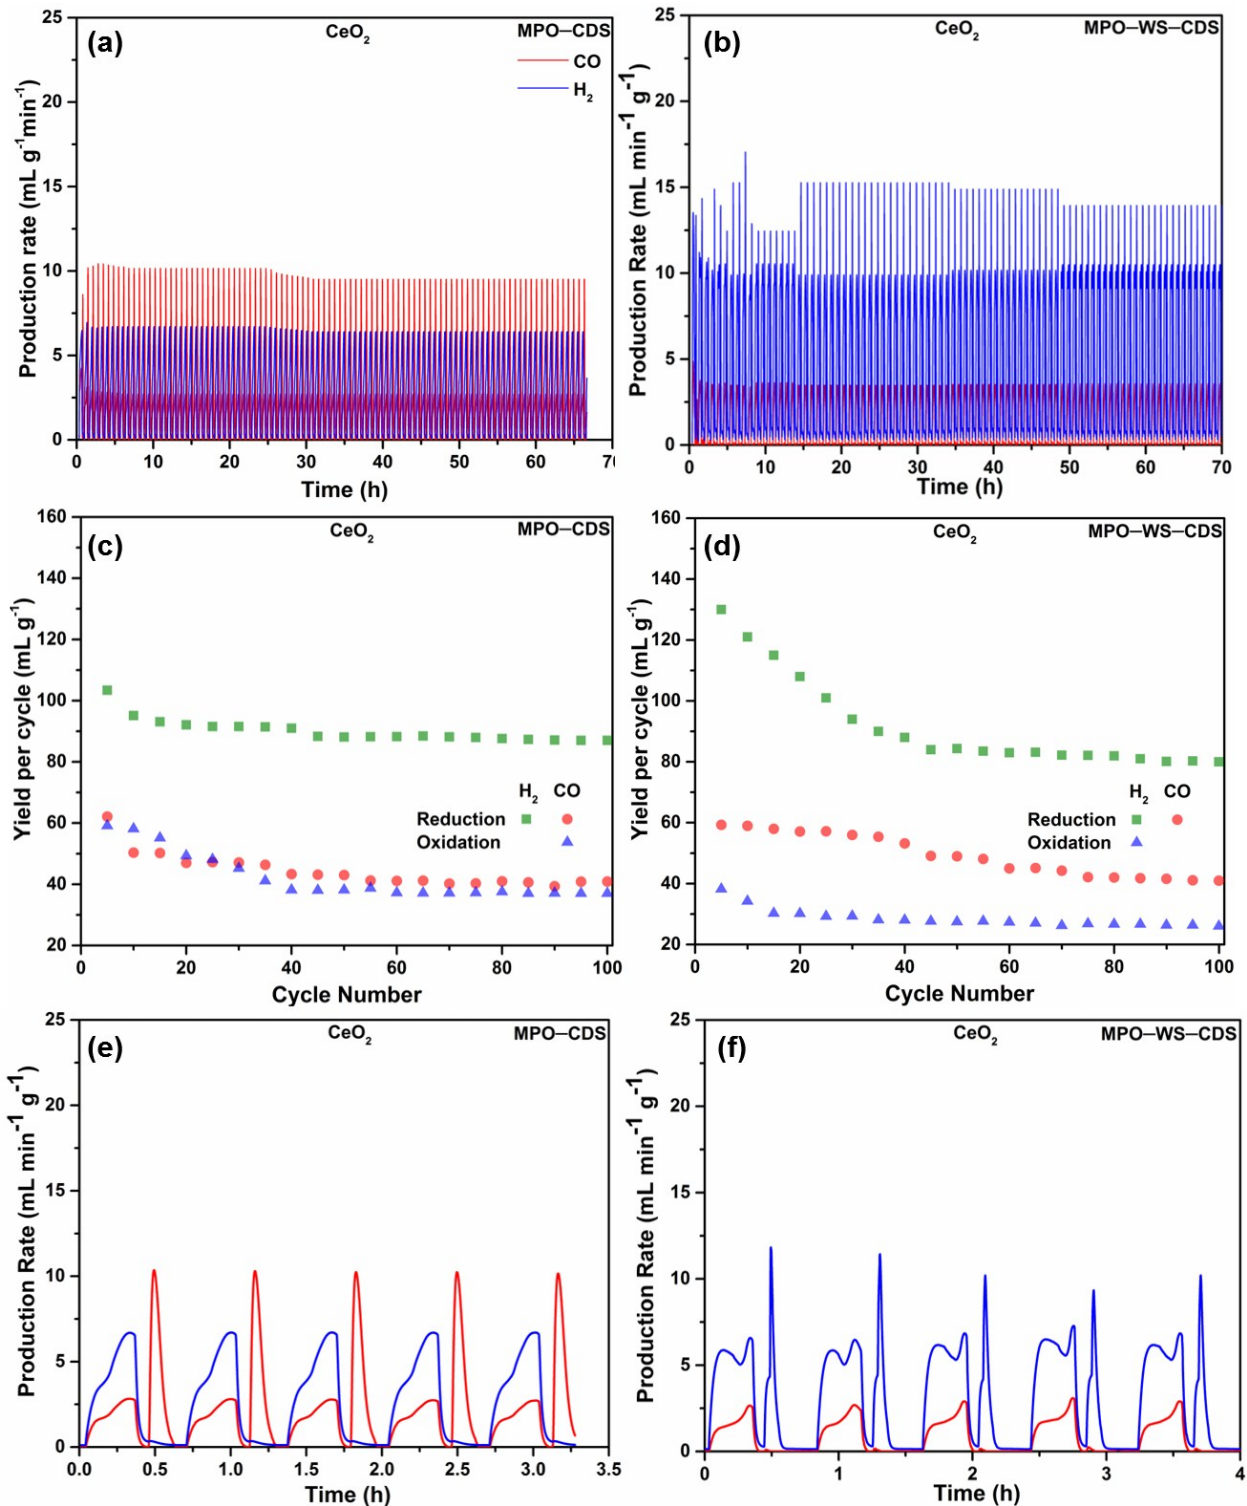 (a)
CeO2
MPO–CDS
CO
H2
Production rate (mL g-1min-1)
25
20
15
10
5
0
0 10 20 30 40 50 60 70
Time (h)
(b)
CeO2
MPO–WS–CDS
Production Rate (mL min-1 g-1)
25
20
15
10
5
0
0 10 20 30 40 50 60 70
Time (h)
(c)
CeO2
MPO–CDS
Yield per cycle (mL g-1)
160
140
120
100
80
60
40
20
H2 CO
Reduction
Oxidation
0 20 40 60 80 100
Cycle Number
(d)
CeO2
MPO–WS–CDS
Yield per cycle (mL g-1)
160
140
120
100
80
60
40
20
H2 CO
Reduction
Oxidation
0 20 40 60 80 100
Cycle Number
(e)
CeO2
MPO–CDS
Production Rate (mL min-1 g-1)
25
20
15
10
5
0
0.0 0.5 1.0 1.5 2.0 2.5 3.0 3.5
Time (h)
(f)
CeO2
MPO–WS–CDS
Production Rate (mL min-1 g-1)
25
20
15
10
5
0
0 1 2 3 4
Time (h)